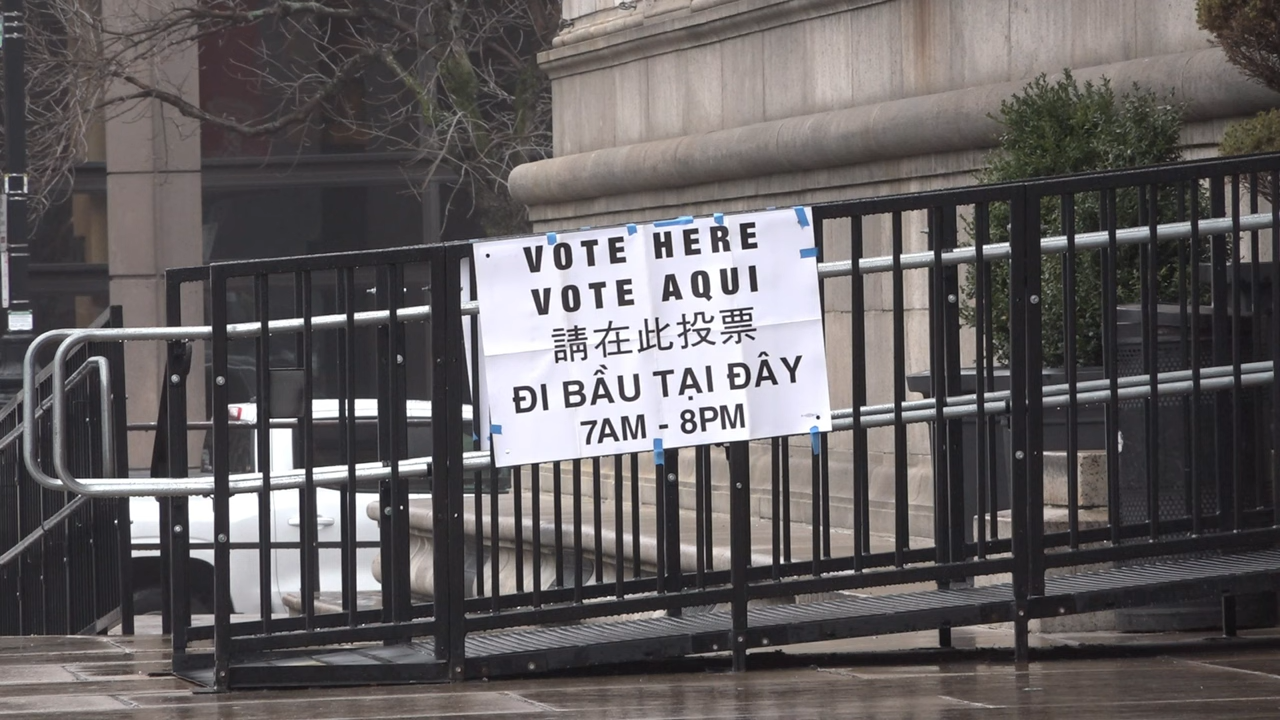 VOTE HERE
VOTE AQUI
請在此投票
ĐI BẦU TẠI ĐÂY
7AM - 8PM